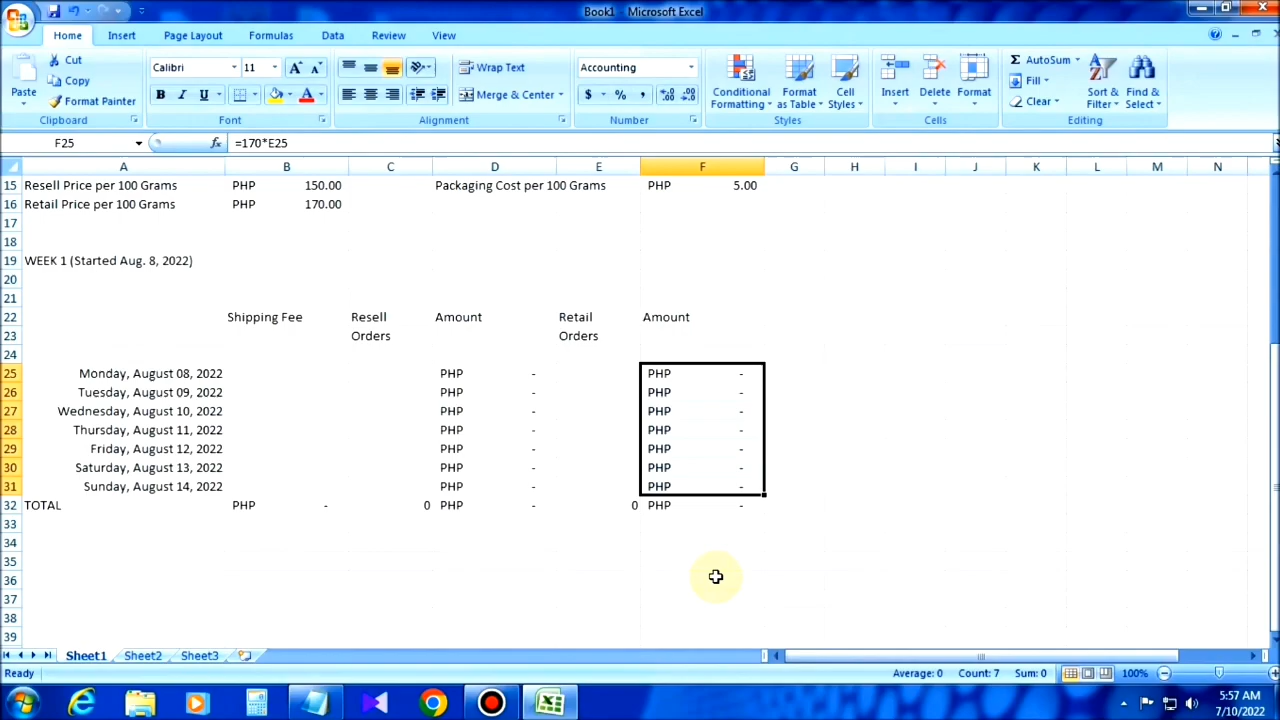 Book1 - Microsoft Excel
Home Insert Page Layout Formulas Data Review View
Paste Cut Copy Format Painter Clipboard
Calibri 11 A A B I U A Font
Wrap Text Merge & Center Alignment
Accounting $ % , .0 .00 .00 .0 Number
Conditional Formatting Format as Table Cell Styles Styles
Insert Delete Format Cells
Σ AutoSum Fill Clear Sort & Filter Find & Select Editing
F25 fx =170*E25
A B C D E F G H I J K L M N
15 Resell Price per 100 Grams PHP 150.00 Packaging Cost per 100 Grams PHP 5.00
16 Retail Price per 100 Grams PHP 170.00
17
18
19 WEEK 1 (Started Aug. 8, 2022)
20
21
22 Shipping Fee Resell Amount Retail Amount
23 Orders Orders
24
25 Monday, August 08, 2022 PHP - PHP -
26 Tuesday, August 09, 2022 PHP - PHP -
27 Wednesday, August 10, 2022 PHP - PHP -
28 Thursday, August 11, 2022 PHP - PHP -
29 Friday, August 12, 2022 PHP - PHP -
30 Saturday, August 13, 2022 PHP - PHP -
31 Sunday, August 14, 2022 PHP - PHP -
32 TOTAL PHP - 0 PHP - 0 PHP -
33
34
35
36
37
38
39
Sheet1 Sheet2 Sheet3
Ready Average: 0 Count: 7 Sum: 0 100%
5:57 AM
7/10/2022